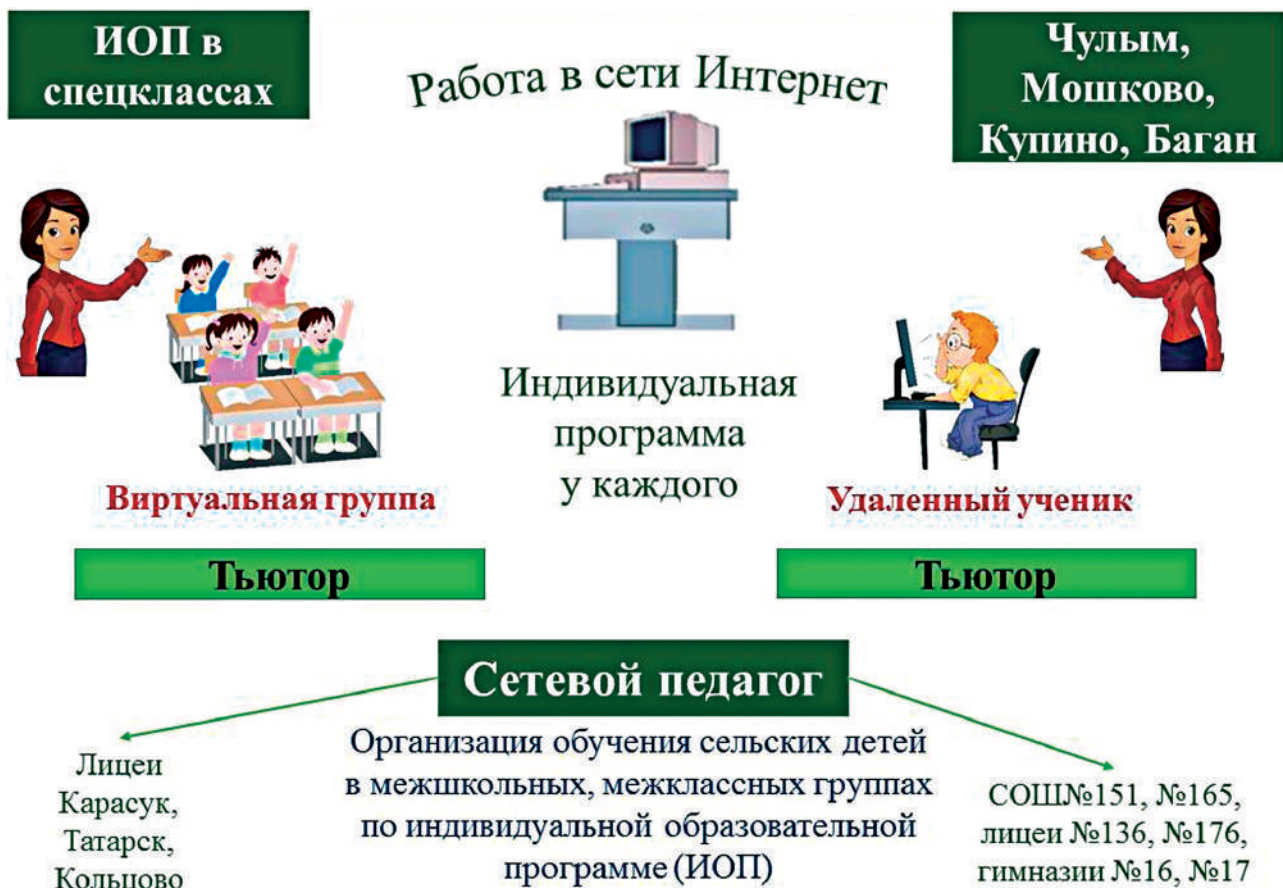 ИОП в
спецклассах
Работа в сети Интернет
Чулым,
Мошково,
Купино, Баган
Индивидуальная
программа
у каждого
Виртуальная группа
Удаленный ученик
Тьютор
Тьютор
Сетевой педагог
Лицеи
Карасук,
Татарск,
Кольцово
Организация обучения сельских детей
в межшкольных, межклассных группах
по индивидуальной образовательной
программе (ИОП)
СОШ№151, №165,
лицеи №136, №176,
гимназии №16, №17